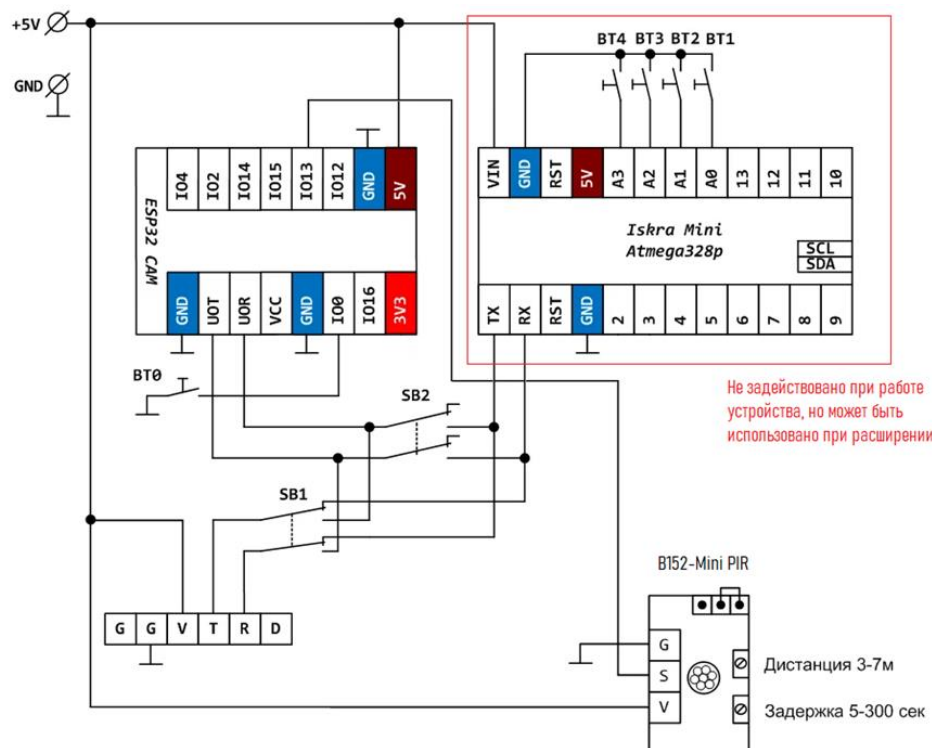 +5V
GND
BT4 BT3 BT2 BT1
IO4 IO2 IO14 IO15 IO13 IO12 GND 5V
ESP32 CAM
GND UOT UOR VCC GND IO0 IO16 3V3
VIN GND RST 5V A3 A2 A1 A0 13 12 11 10
Iskra Mini
Atmega328p
SCL
SDA
TX RX RST GND 2 3 4 5 6 7 8 9
BT0
SB2
Не задействовано при работе
устройства, но может быть
использовано при расширении
SB1
G G V T R D
B152-Mini PIR
G
S
V
Дистанция 3-7м
Задержка 5-300 сек